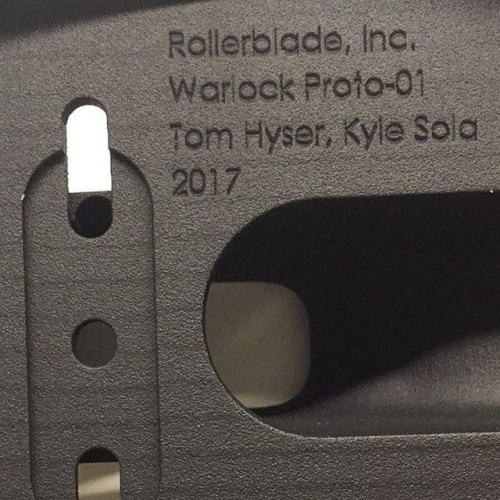 Rollerblade, Inc.
Warlock Proto-01
Tom Hyser, Kyle Sola
2017